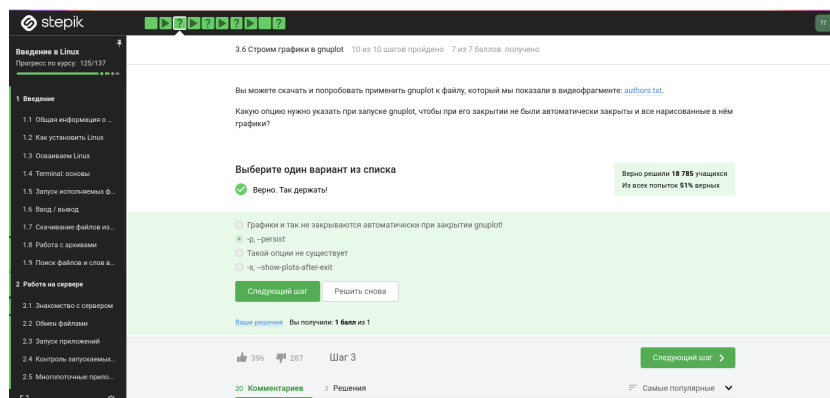 stepik
ТГ
Введение в Linux
Прогресс по курсу: 125/137
3.6 Строим графики в gnuplot 10 из 10 шагов пройдено 7 из 7 баллов получено
1 Введение
1.1 Общая информация о ...
1.2 Как установить Linux
1.3 Осваиваем Linux
1.4 Terminal: основы
1.5 Запуск исполняемых ф...
1.6 Ввод / вывод
1.7 Скачивание файлов из...
1.8 Работа с архивами
1.9 Поиск файлов и слов в...
2 Работа на сервере
2.1 Знакомство с сервером
2.2 Обмен файлами
2.3 Запуск приложений
2.4 Контроль запускаемых...
2.5 Многопоточные прило...
Вы можете скачать и попробовать применить gnuplot к файлу, который мы показали в видеофрагменте: authors.txt.
Какую опцию нужно указать при запуске gnuplot, чтобы при его закрытии не были автоматически закрыты и все нарисованные в нём
графики?
Выберите один вариант из списка
Верно. Так держать!
Верно решили 18 785 учащихся
Из всех попыток 51% верных
Графики и так не закрываются автоматически при закрытии gnuplot!
-p, --persist
Такой опции не существует
-s, --show-plots-after-exit
Следующий шаг Решить снова
Ваши решения Вы получили: 1 балл из 1
396 287 Шаг 3 Следующий шаг
20 Комментариев 3 Решения Самые популярные